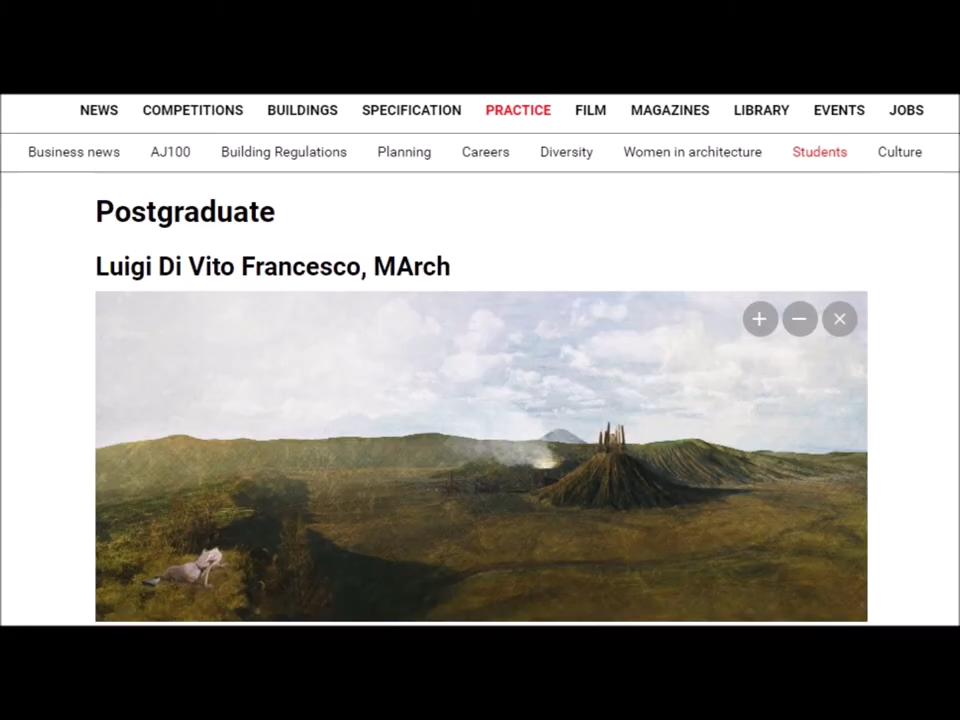 NEWS COMPETITIONS BUILDINGS SPECIFICATION PRACTICE FILM MAGAZINES LIBRARY EVENTS JOBS
Business news AJ100 Building Regulations Planning Careers Diversity Women in architecture Students Culture
Postgraduate
Luigi Di Vito Francesco, MArch